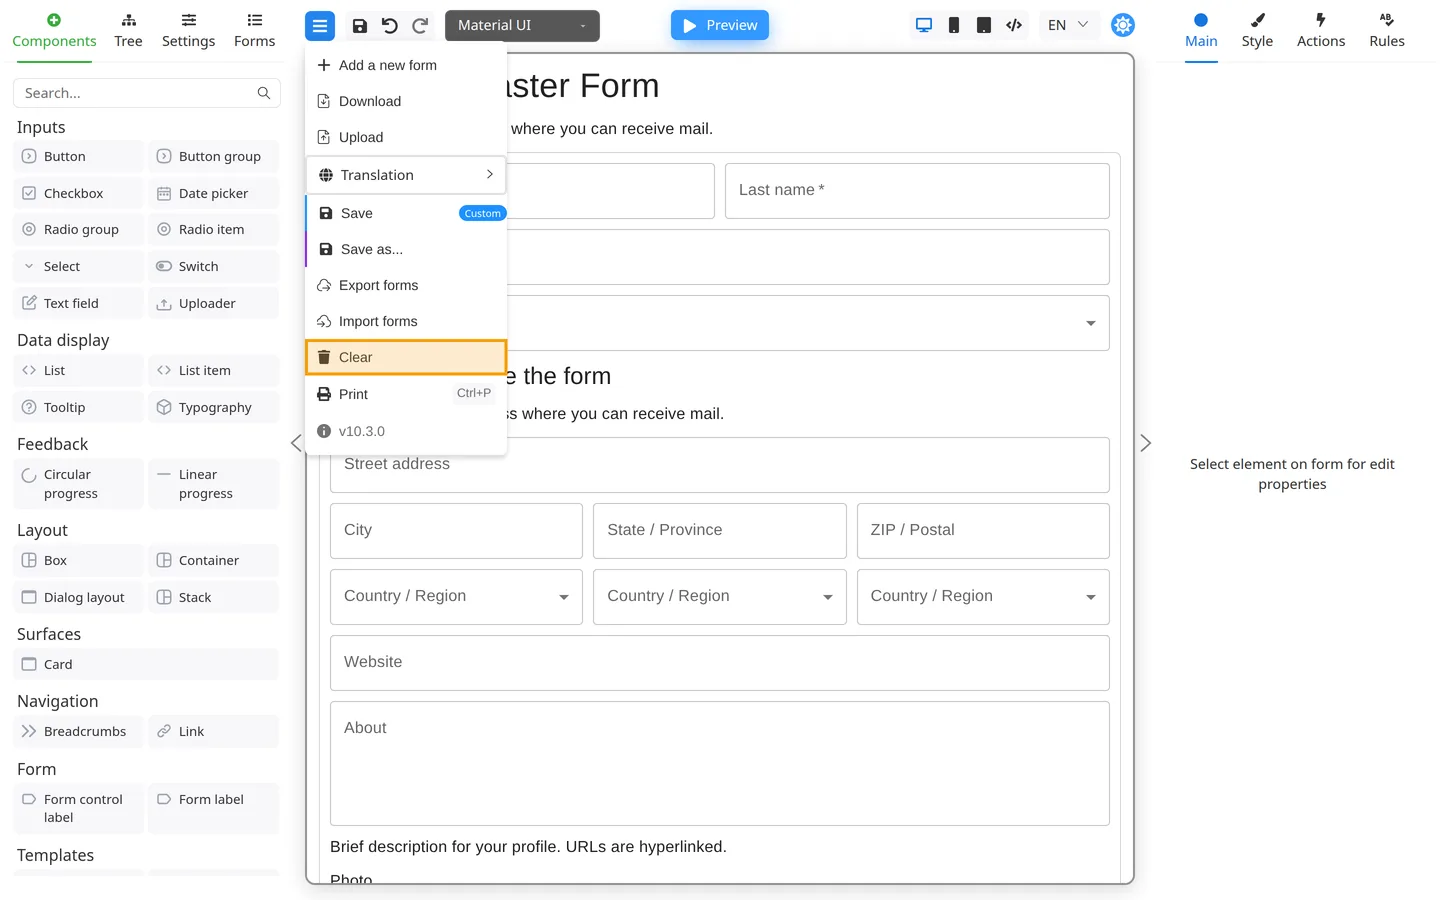 Components
Tree
Settings
Forms
Material UI
Preview
EN
Main
Style
Actions
Rules
Search...
Inputs
Button
Button group
Checkbox
Date picker
Radio group
Radio item
Select
Switch
Text field
Uploader
Data display
List
List item
Tooltip
Typography
Feedback
Circular
progress
Linear
progress
Layout
Box
Container
Dialog layout
Stack
Surfaces
Card
Navigation
Breadcrumbs
Link
Form
Form control
label
Form label
Templates
Add a new form
Download
Upload
Translation
Save
Custom
Save as...
Export forms
Import forms
Clear
Print
Ctrl+P
v10.3.0
aster Form
where you can receive mail.
Last name *
e the form
ss where you can receive mail.
Street address
City
State / Province
ZIP / Postal
Country / Region
Country / Region
Country / Region
Website
About
Brief description for your profile. URLs are hyperlinked.
Photo
Select element on form for edit
properties